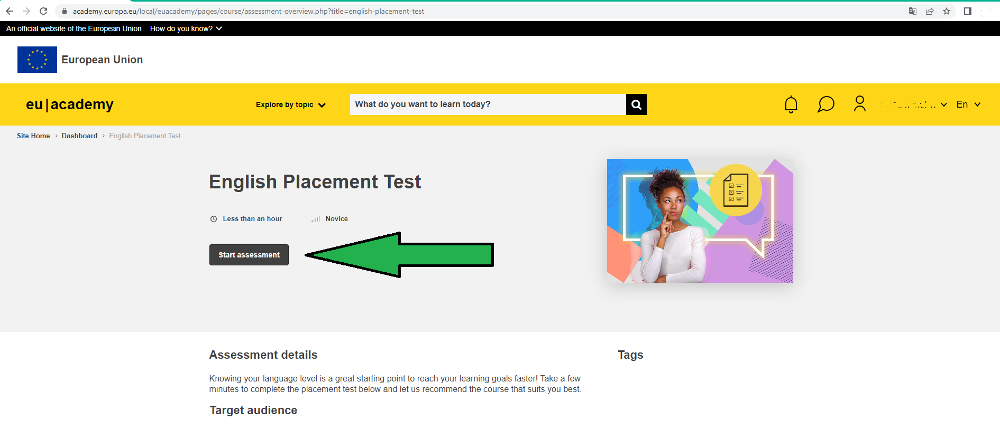 academy.europa.eu/local/euacademy/pages/course/assessment-overview.php?title=english-placement-test
An official website of the European Union How do you know?
European Union
eu|academy Explore by topic What do you want to learn today? En
Site Home > Dashboard > English Placement Test
English Placement Test
Less than an hour Novice
Start assessment
Assessment details
Knowing your language level is a great starting point to reach your learning goals faster! Take a few
minutes to complete the placement test below and let us recommend the course that suits you best.
Target audience
Tags